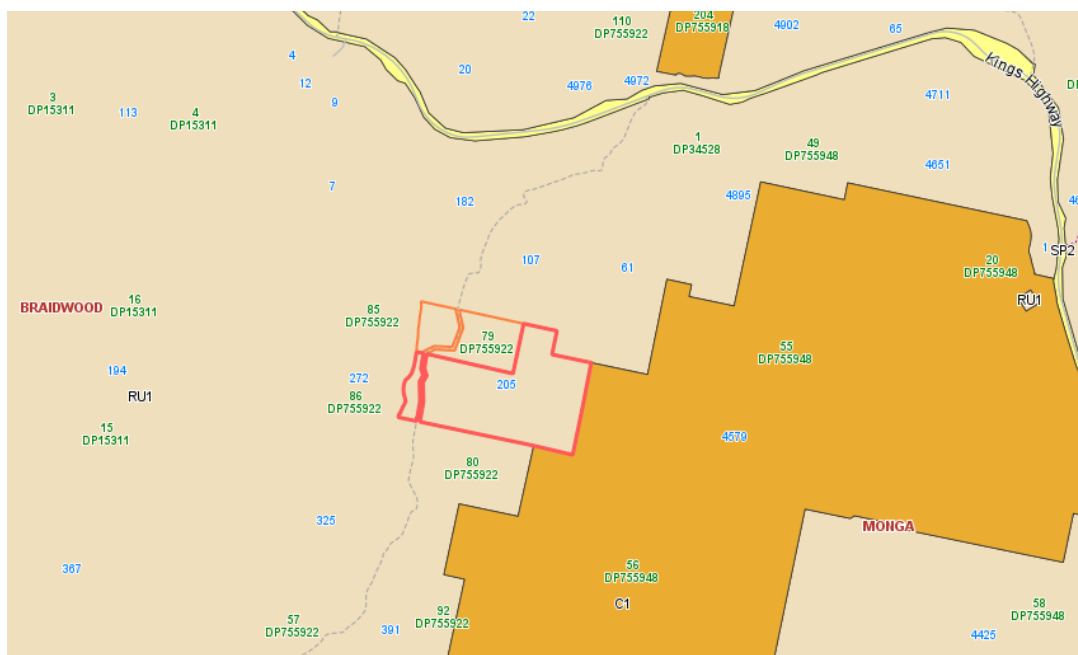 22
110
DP755922
204
DP755918
4902
65
4
20
12
9
4976
4972
Kings Highway
3
DP15311
113
4
DP15311
4711
1
DP34528
49
DP755948
4651
7
182
4895
1
SP2
107
61
20
DP755948
RU1
BRAIDWOOD
16
DP15311
85
DP755922
79
DP755922
55
DP755948
194
RU1
272
86
DP755922
205
15
DP15311
4579
80
DP755922
325
MONGA
367
56
DP755948
C1
57
DP755922
391
92
DP755922
58
DP755948
4425